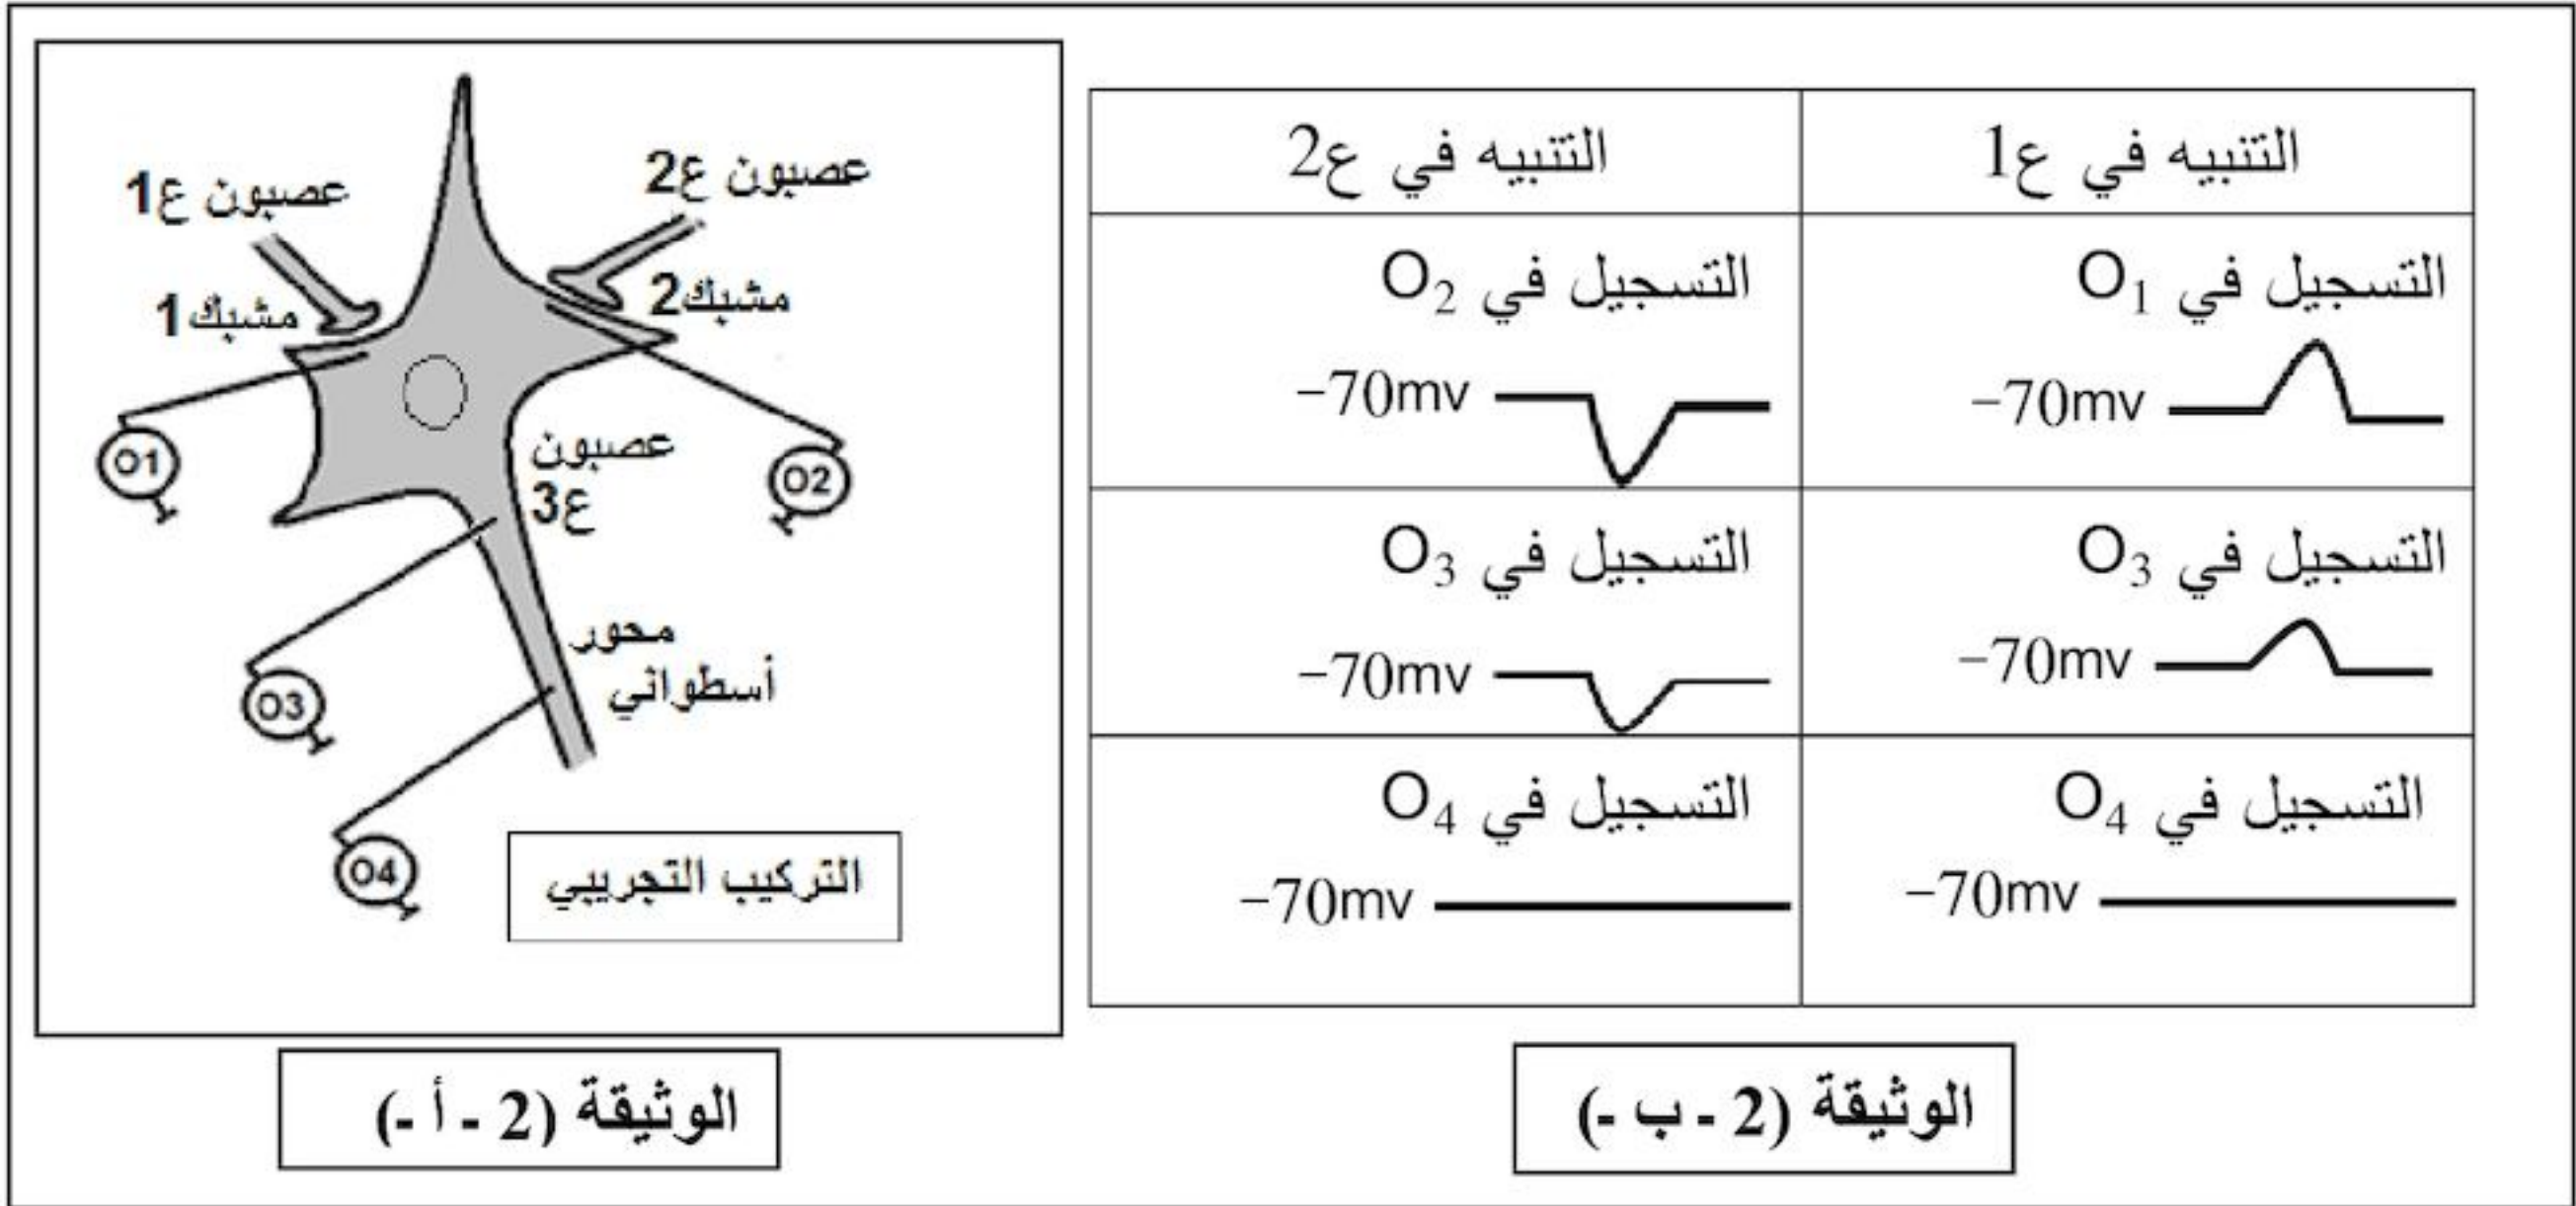 عصبون ع1
عصبون ع2
مشبك1
مشبك2
O1
O2
عصبون
ع3
O3
محور
أسطواني
O4
التركيب التجريبي
الوثيقة (2 - أ -)
التنبيه في ع1
التنبيه في ع2
التسجيل في O₁
−70mv
التسجيل في O₂
−70mv
التسجيل في O₃
−70mv
التسجيل في O₃
−70mv
التسجيل في O₄
−70mv
التسجيل في O₄
−70mv
الوثيقة (2 - ب -)